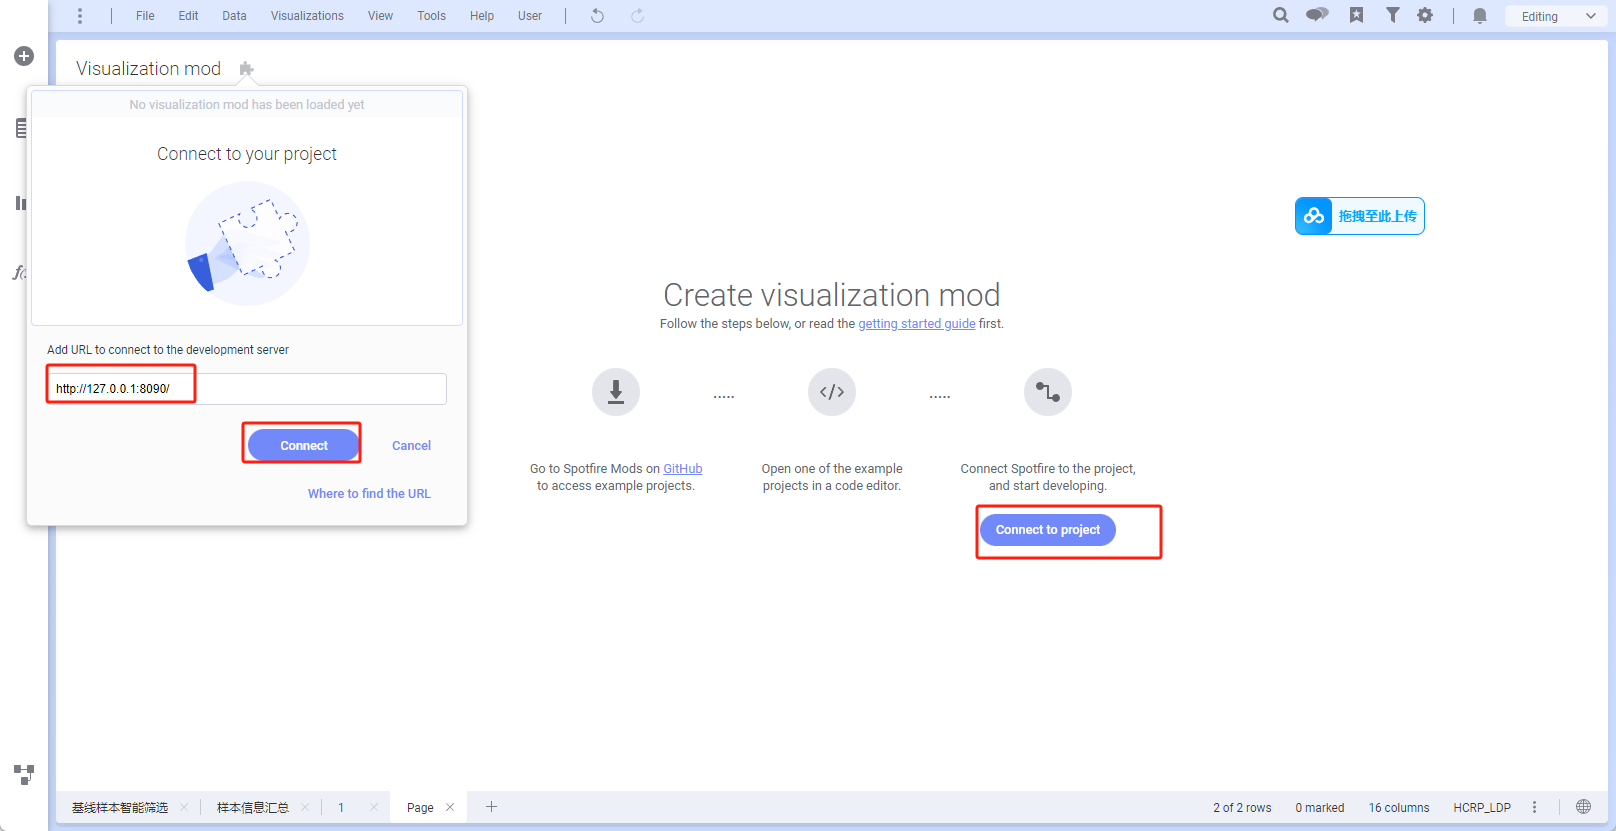 File Edit Data Visualizations View Tools Help User Editing
Visualization mod
No visualization mod has been loaded yet
Connect to your project
Add URL to connect to the development server
http://127.0.0.1:8090/
Connect Cancel
Where to find the URL
拖拽至此上传
Create visualization mod
Follow the steps below, or read the getting started guide first.
Go to Spotfire Mods on GitHub
to access example projects.
Open one of the example
projects in a code editor.
Connect Spotfire to the project,
and start developing.
Connect to project
基线样本智能筛选 样本信息汇总 1 Page 2 of 2 rows 0 marked 16 columns HCRP_LDP